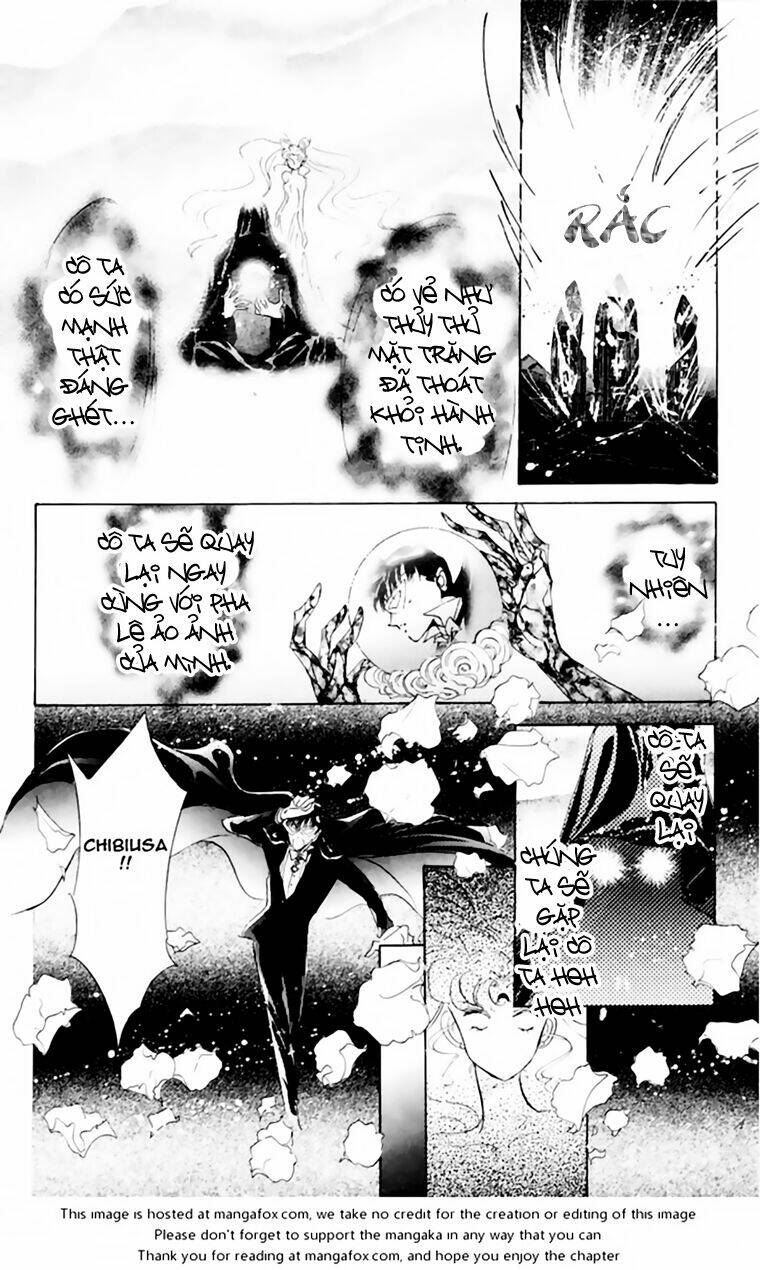 RẮC
CÓ VẺ NHƯ
THỦY THỦ
MẶT TRĂNG
ĐÃ THOÁT
KHỎI HÀNH
TINH.
CÔ TA
CÓ SỨC
MẠNH
THẬT
ĐÁNG
GHÉT...
TUY
NHIÊN
...
CÔ TA SẼ QUAY
LẠI NGAY
CÙNG VỚI PHA
LÊ ẢO ẢNH
CỦA MÌNH.
CÔ TA
SẼ
QUAY
LẠI
CHÚNG
TA SẼ
GẶP
LẠI CÔ
TA HEH
HEH
CHIBIUSA
!!
This image is hosted at mangafox.com, we take no credit for the creation or editing of this image
Please don't forget to support the mangaka in any way that you can
Thank you for reading at mangafox.com, and hope you enjoy the chapter